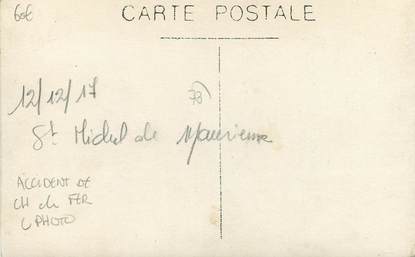 60€
CARTE POSTALE
12/12/17
73
St Michel de Maurienne
ACCIDENT DE
CH de FER
PHOTO